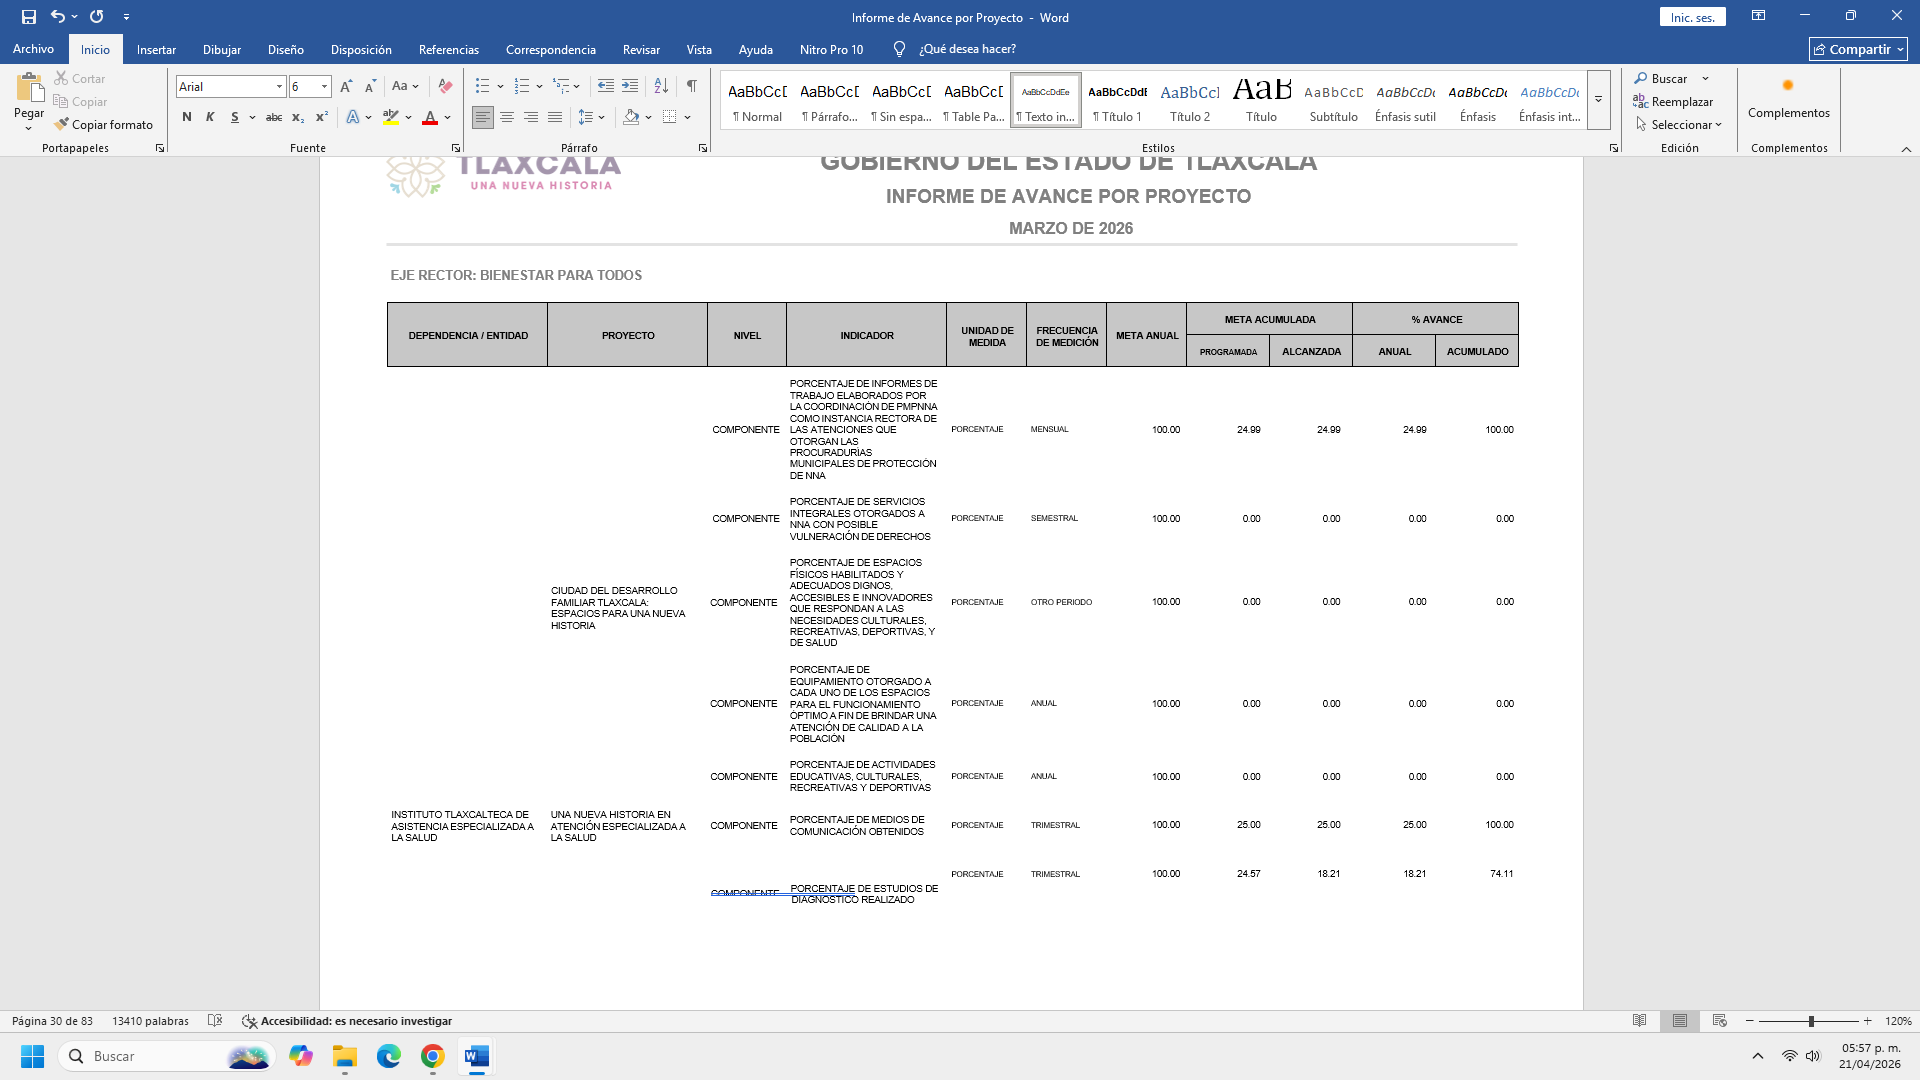 Informe de Avance por Proyecto - Word
Inic. ses.
Archivo Inicio Insertar Dibujar Diseño Disposición Referencias Correspondencia Revisar Vista Ayuda Nitro Pro 10 ¿Qué desea hacer? Compartir
Pegar
Cortar
Copiar
Copiar formato
Portapapeles
Arial 6
Fuente
Párrafo
AaBbCcI AaBbCcI AaBbCcI AaBbCcI AaBbCcDdEe AaBbCcDdE AaBbCcI AaB AaBbCcD AaBbCcDc AaBbCcDc AaBbCcDc
¶ Normal ¶ Párrafo... ¶ Sin espa... ¶ Table Pa... ¶ Texto in... ¶ Título 1 Título 2 Título Subtítulo Énfasis sutil Énfasis Énfasis int...
Estilos
Buscar
Reemplazar
Seleccionar
Edición
Complementos
Complementos
TLAXCALA
UNA NUEVA HISTORIA
GOBIERNO DEL ESTADO DE TLAXCALA
INFORME DE AVANCE POR PROYECTO
MARZO DE 2026
EJE RECTOR: BIENESTAR PARA TODOS
DEPENDENCIA / ENTIDAD
PROYECTO
NIVEL
INDICADOR
UNIDAD DE
MEDIDA
FRECUENCIA
DE MEDICIÓN
META ANUAL
META ACUMULADA
PROGRAMADA ALCANZADA
% AVANCE
ANUAL ACUMULADO
COMPONENTE
PORCENTAJE DE INFORMES DE
TRABAJO ELABORADOS POR
LA COORDINACIÓN DE PMPNNA
COMO INSTANCIA RECTORA DE
LAS ATENCIONES QUE
OTORGAN LAS
PROCURADURÍAS
MUNICIPALES DE PROTECCIÓN
DE NNA
PORCENTAJE MENSUAL 100.00 24.99 24.99 24.99 100.00
COMPONENTE
PORCENTAJE DE SERVICIOS
INTEGRALES OTORGADOS A
NNA CON POSIBLE
VULNERACIÓN DE DERECHOS
PORCENTAJE SEMESTRAL 100.00 0.00 0.00 0.00 0.00
CIUDAD DEL DESARROLLO
FAMILIAR TLAXCALA:
ESPACIOS PARA UNA NUEVA
HISTORIA
COMPONENTE
PORCENTAJE DE ESPACIOS
FÍSICOS HABILITADOS Y
ADECUADOS DIGNOS,
ACCESIBLES E INNOVADORES
QUE RESPONDAN A LAS
NECESIDADES CULTURALES,
RECREATIVAS, DEPORTIVAS, Y
DE SALUD
PORCENTAJE OTRO PERIODO 100.00 0.00 0.00 0.00 0.00
COMPONENTE
PORCENTAJE DE
EQUIPAMIENTO OTORGADO A
CADA UNO DE LOS ESPACIOS
PARA EL FUNCIONAMIENTO
ÓPTIMO A FIN DE BRINDAR UNA
ATENCIÓN DE CALIDAD A LA
POBLACIÓN
PORCENTAJE ANUAL 100.00 0.00 0.00 0.00 0.00
COMPONENTE
PORCENTAJE DE ACTIVIDADES
EDUCATIVAS, CULTURALES,
RECREATIVAS Y DEPORTIVAS
PORCENTAJE ANUAL 100.00 0.00 0.00 0.00 0.00
INSTITUTO TLAXCALTECA DE
ASISTENCIA ESPECIALIZADA A
LA SALUD
UNA NUEVA HISTORIA EN
ATENCIÓN ESPECIALIZADA A
LA SALUD
COMPONENTE
PORCENTAJE DE MEDIOS DE
COMUNICACIÓN OBTENIDOS
PORCENTAJE TRIMESTRAL 100.00 25.00 25.00 25.00 100.00
COMPONENTE
PORCENTAJE DE ESTUDIOS DE
DIAGNÓSTICO REALIZADO
PORCENTAJE TRIMESTRAL 100.00 24.57 18.21 18.21 74.11
Página 30 de 83 13410 palabras Accesibilidad: es necesario investigar 120%
Buscar
05:57 p. m.
21/04/2026